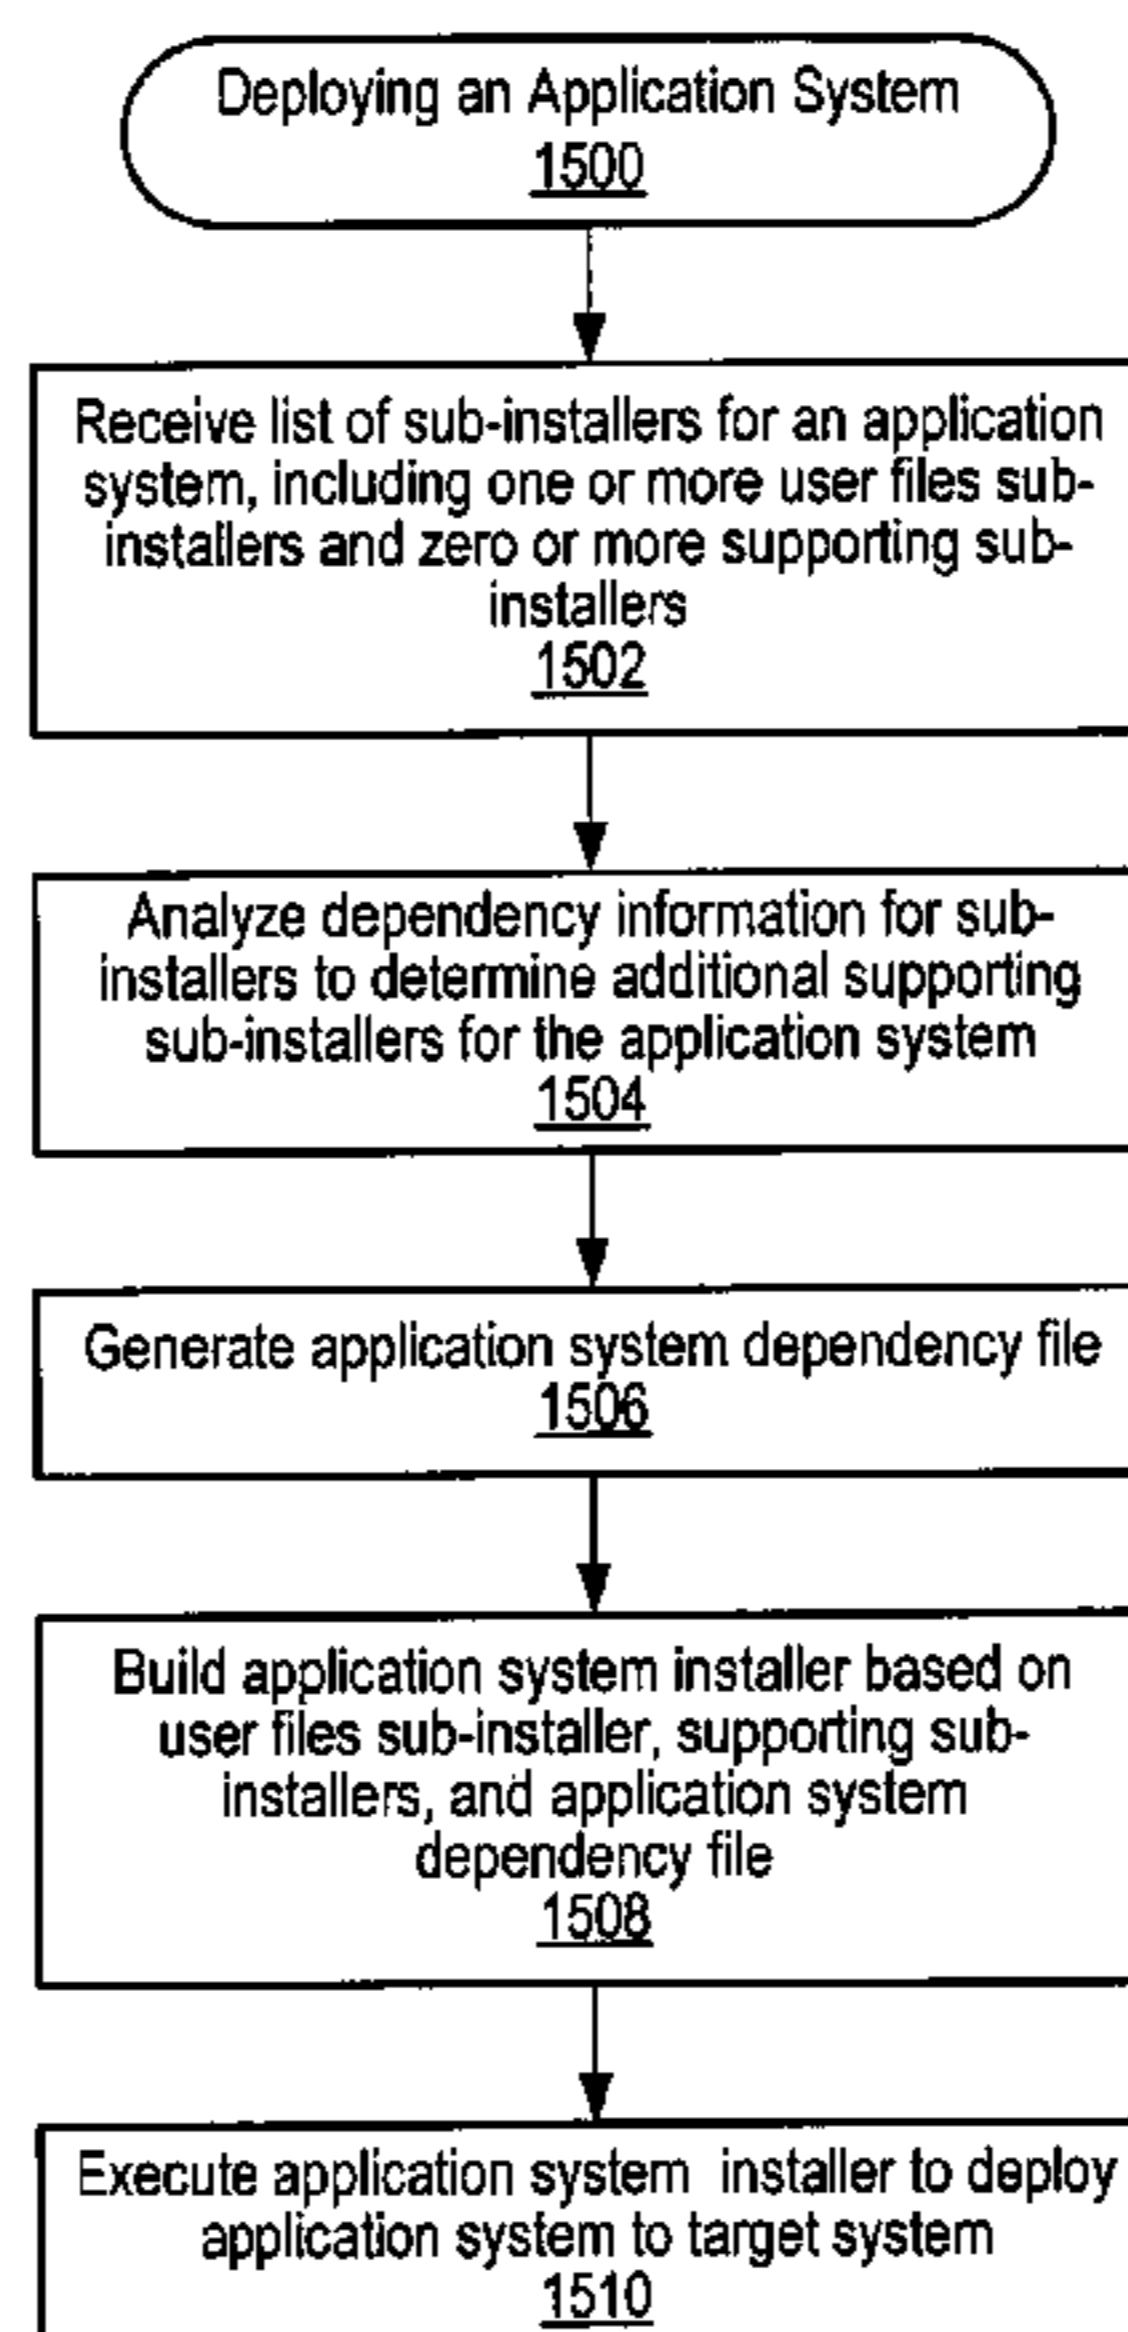 Deploying an Application System
1500
Receive list of sub-installers for an application
system, including one or more user files sub-
installers and zero or more supporting sub-
installers
1502
Analyze dependency information for sub-
installers to determine additional supporting
sub-installers for the application system
1504
Generate application system dependency file
1506
Build application system installer based on
user files sub-installer, supporting sub-
installers, and application system
dependency file
1508
Execute application system installer to deploy
application system to target system
1510